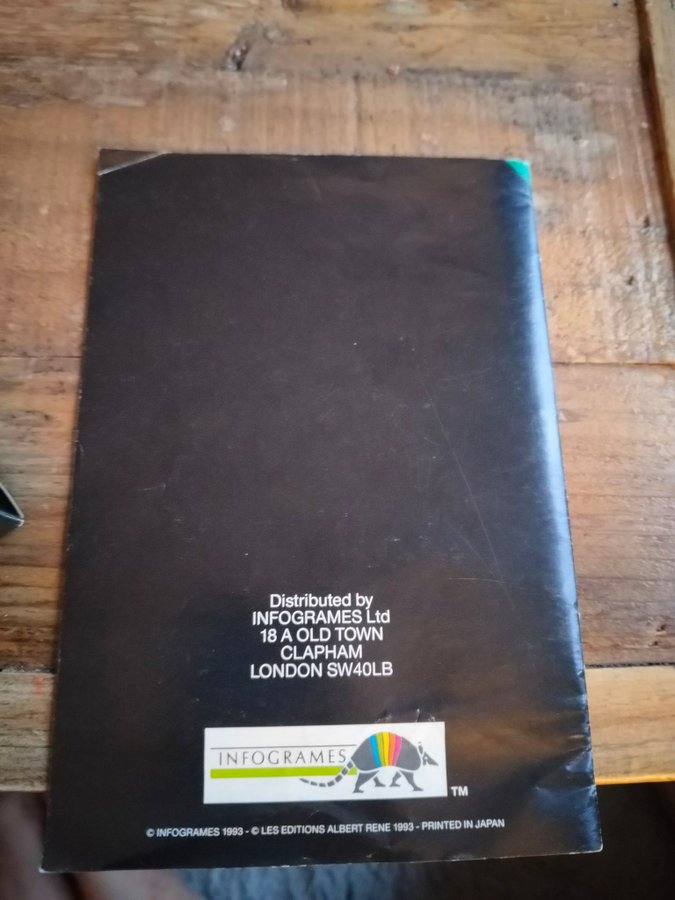 Distributed by
INFOGRAMES Ltd
18 A OLD TOWN
CLAPHAM
LONDON SW40LB
INFOGRAMES
TM
© INFOGRAMES 1993 - © LES EDITIONS ALBERT RENE 1993 - PRINTED IN JAPAN